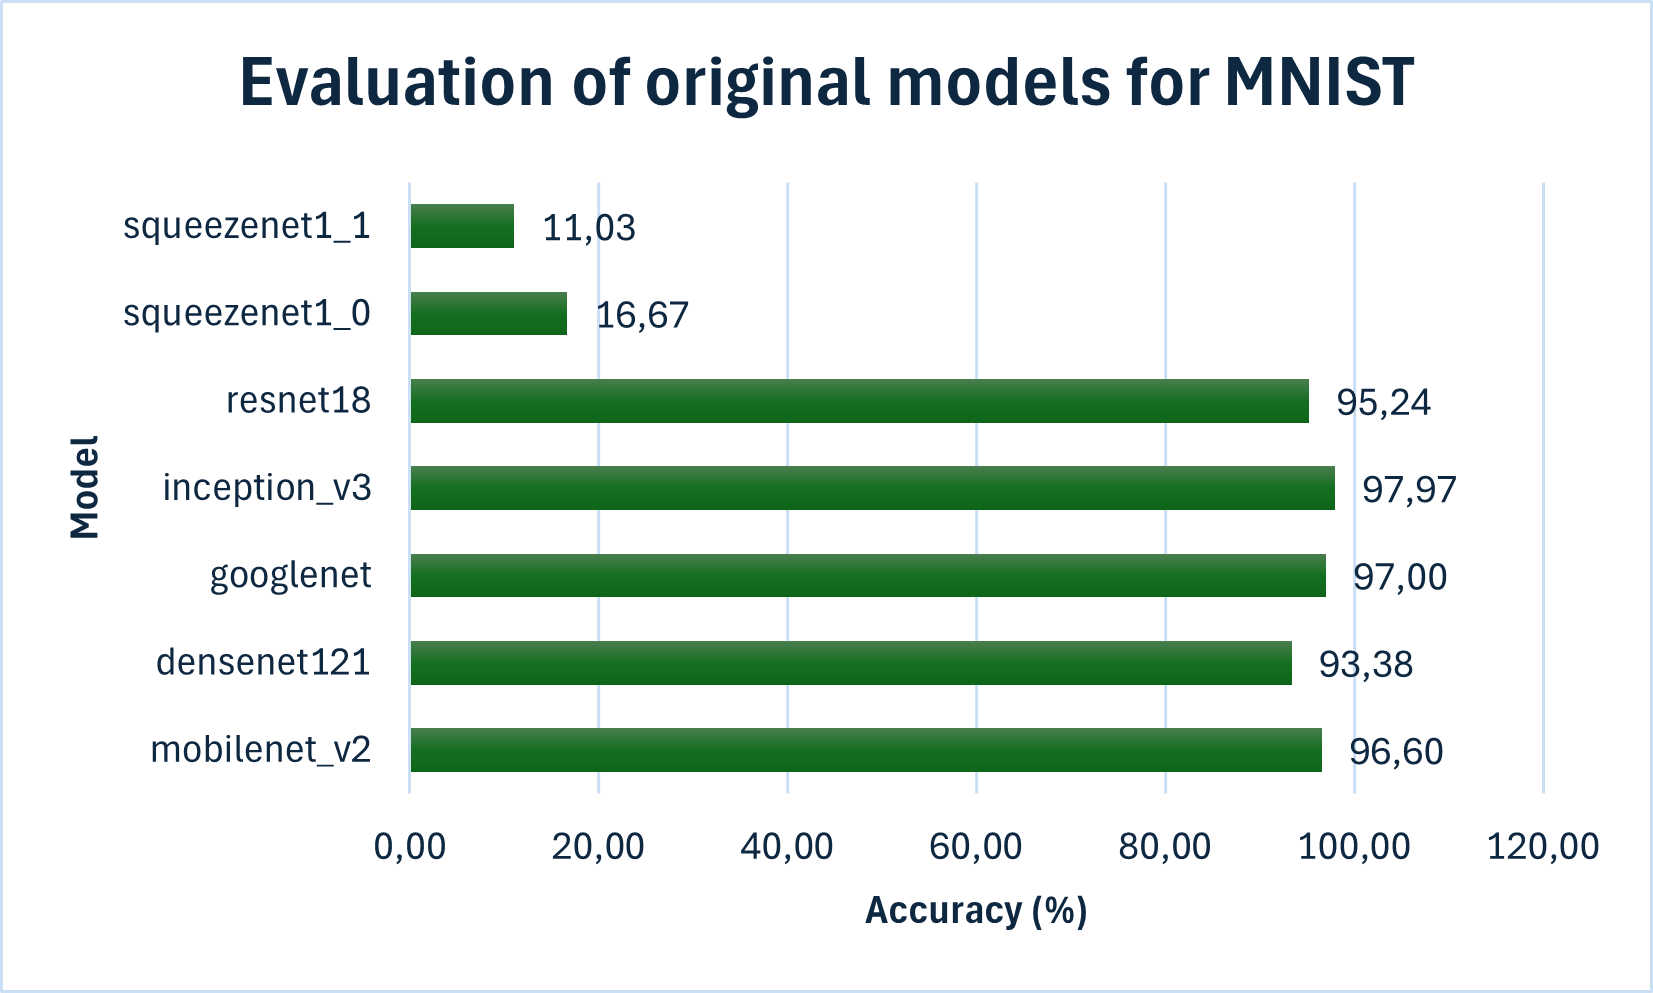 Evaluation of original models for MNIST
squeezenet1_1 11,03
squeezenet1_0 16,67
resnet18 95,24
inception_v3 97,97
googlenet 97,00
densenet121 93,38
mobilenet_v2 96,60
Model
0,00 20,00 40,00 60,00 80,00 100,00 120,00
Accuracy (%)